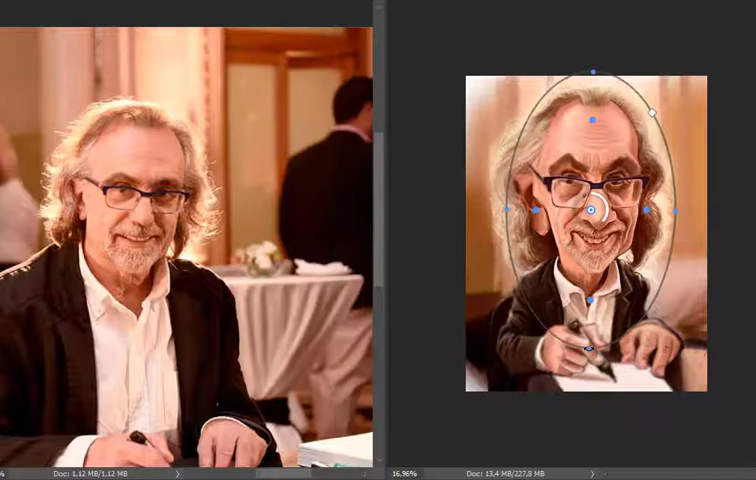 %
Doc: 1,12 MB/1,12 MB
16,96%
Doc: 13,4 MB/227,8 MB